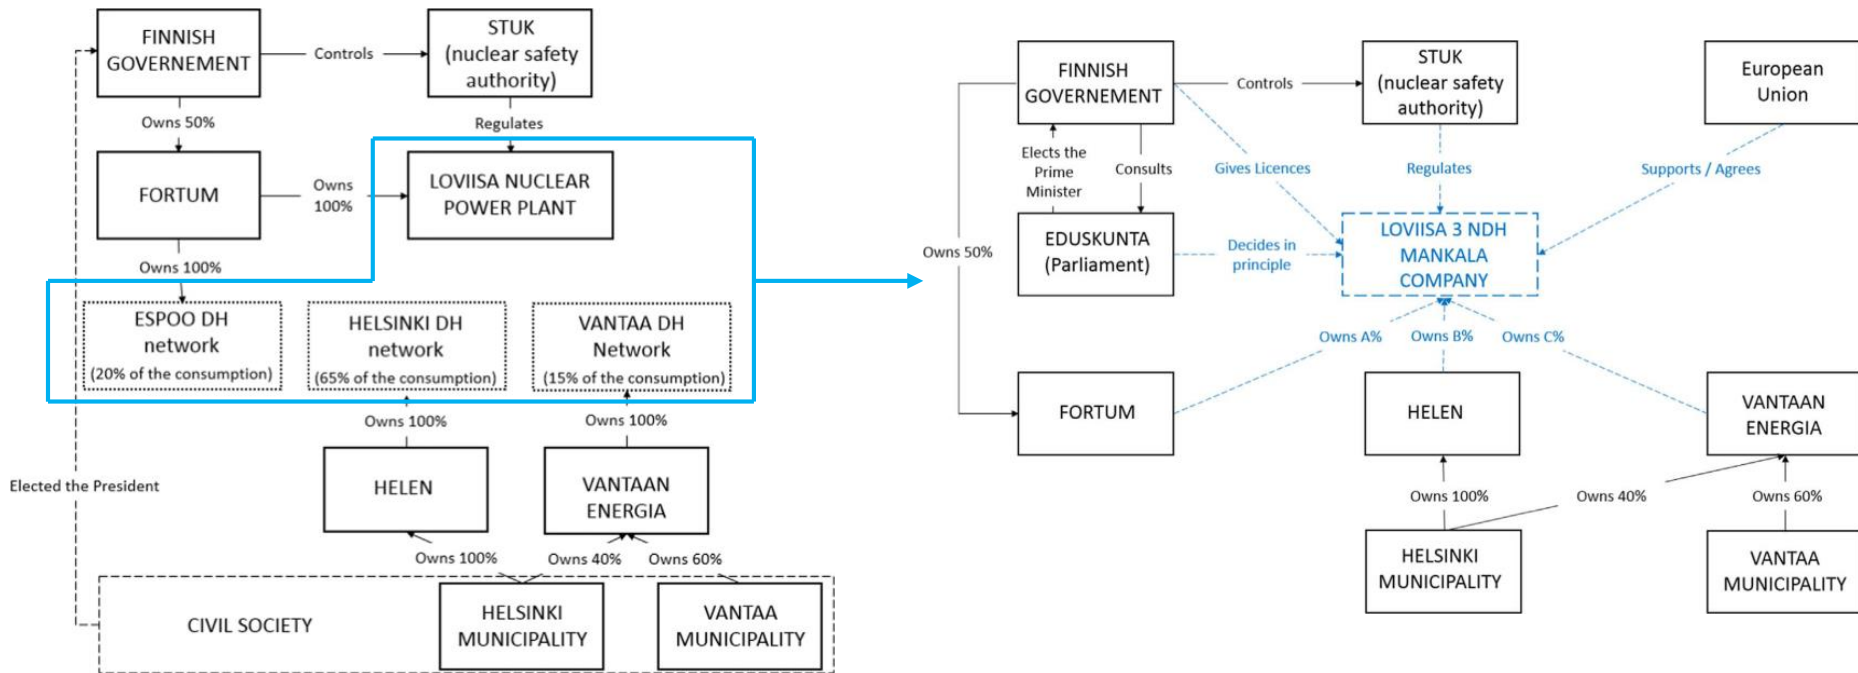 FINNISH
GOVERNEMENT
Controls
STUK
(nuclear safety
authority)
Owns 50%
Regulates
FORTUM
Owns
100%
LOVIISA NUCLEAR
POWER PLANT
Owns 100%
ESPOO DH
network
(20% of the consumption)
HELSINKI DH
network
(65% of the consumption)
VANTAA DH
Network
(15% of the consumption)
Owns 100%
Owns 100%
Elected the President
HELEN
VANTAAN
ENERGIA
Owns 100%
Owns 40%
Owns 60%
CIVIL SOCIETY
HELSINKI
MUNICIPALITY
VANTAA
MUNICIPALITY
FINNISH
GOVERNEMENT
Controls
STUK
(nuclear safety
authority)
European
Union
Elects the
Prime
Minister
Consults
Gives Licences
Regulates
Supports / Agrees
Owns 50%
EDUSKUNTA
(Parliament)
Decides in
principle
LOVIISA 3 NDH
MANKALA
COMPANY
Owns A%
Owns B%
Owns C%
FORTUM
HELEN
VANTAAN
ENERGIA
Owns 100%
Owns 40%
Owns 60%
HELSINKI
MUNICIPALITY
VANTAA
MUNICIPALITY